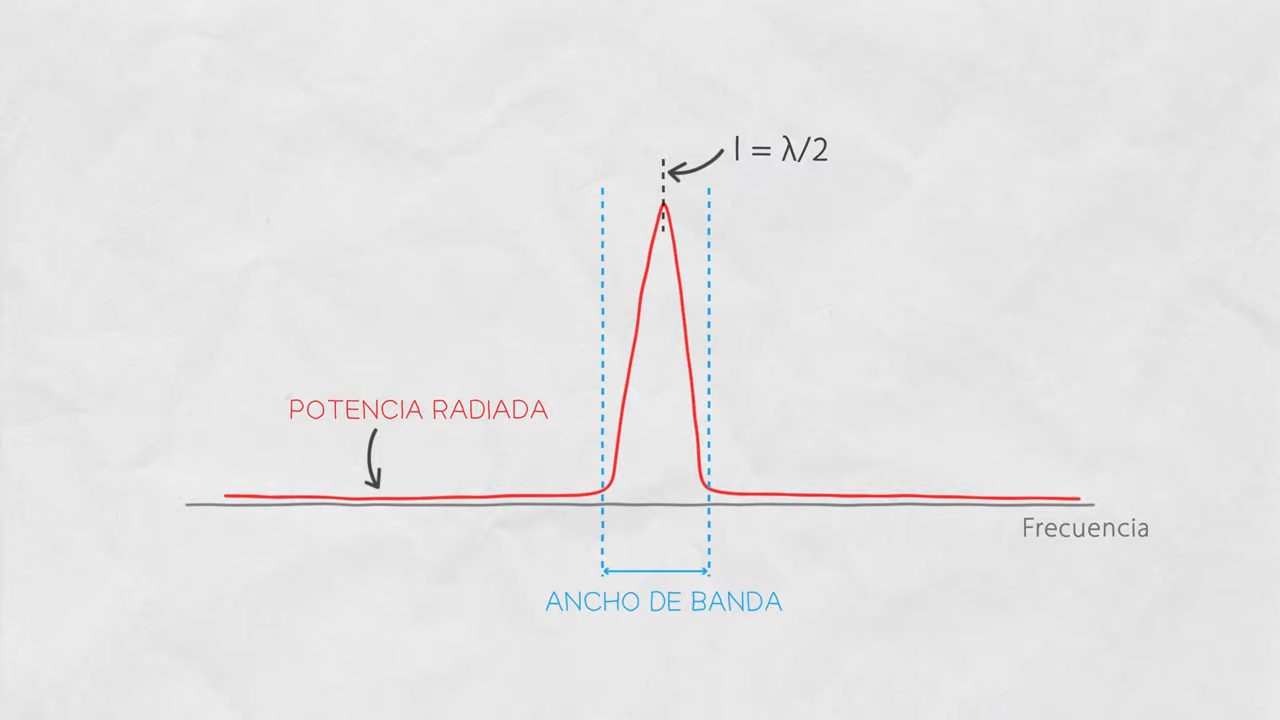 l = λ/2
POTENCIA RADIADA
Frecuencia
ANCHO DE BANDA